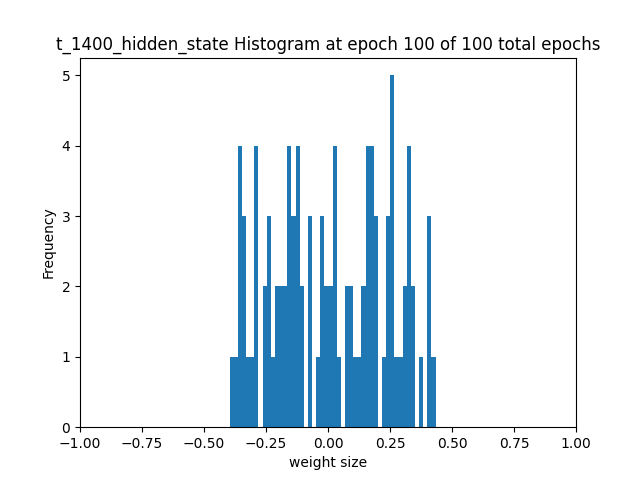 t_1400_hidden_state Histogram at epoch 100 of 100 total epochs
5
4
3
2
1
0
Frequency
−1.00 −0.75 −0.50 −0.25 0.00 0.25 0.50 0.75 1.00
weight size